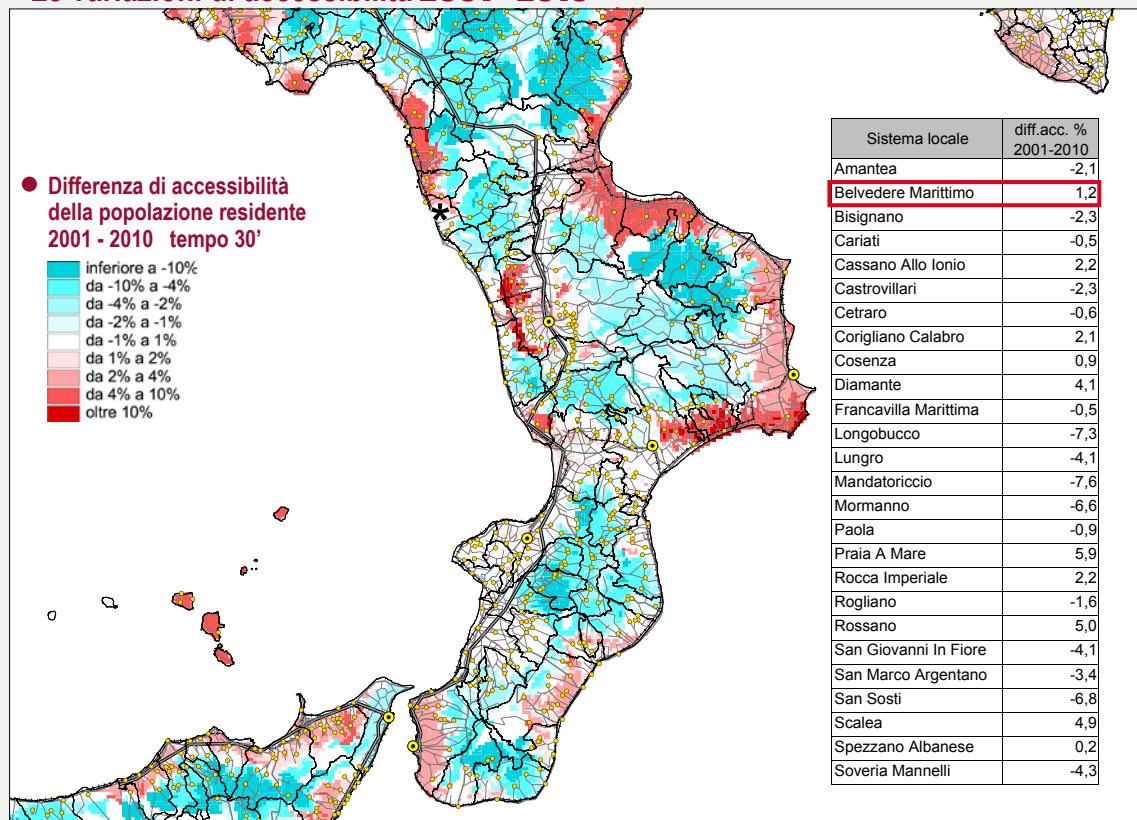 ● Differenza di accessibilità
della popolazione residente
2001 - 2010 tempo 30’
inferiore a -10%
da -10% a -4%
da -4% a -2%
da -2% a -1%
da -1% a 1%
da 1% a 2%
da 2% a 4%
da 4% a 10%
oltre 10%
*
Sistema locale diff.acc. %
2001-2010
Amantea -2,1
Belvedere Marittimo 1,2
Bisignano -2,3
Cariati -0,5
Cassano Allo Ionio 2,2
Castrovillari -2,3
Cetraro -0,6
Corigliano Calabro 2,1
Cosenza 0,9
Diamante 4,1
Francavilla Marittima -0,5
Longobucco -7,3
Lungro -4,1
Mandatoriccio -7,6
Mormanno -6,6
Paola -0,9
Praia A Mare 5,9
Rocca Imperiale 2,2
Rogliano -1,6
Rossano 5,0
San Giovanni In Fiore -4,1
San Marco Argentano -3,4
San Sosti -6,8
Scalea 4,9
Spezzano Albanese 0,2
Soveria Mannelli -4,3